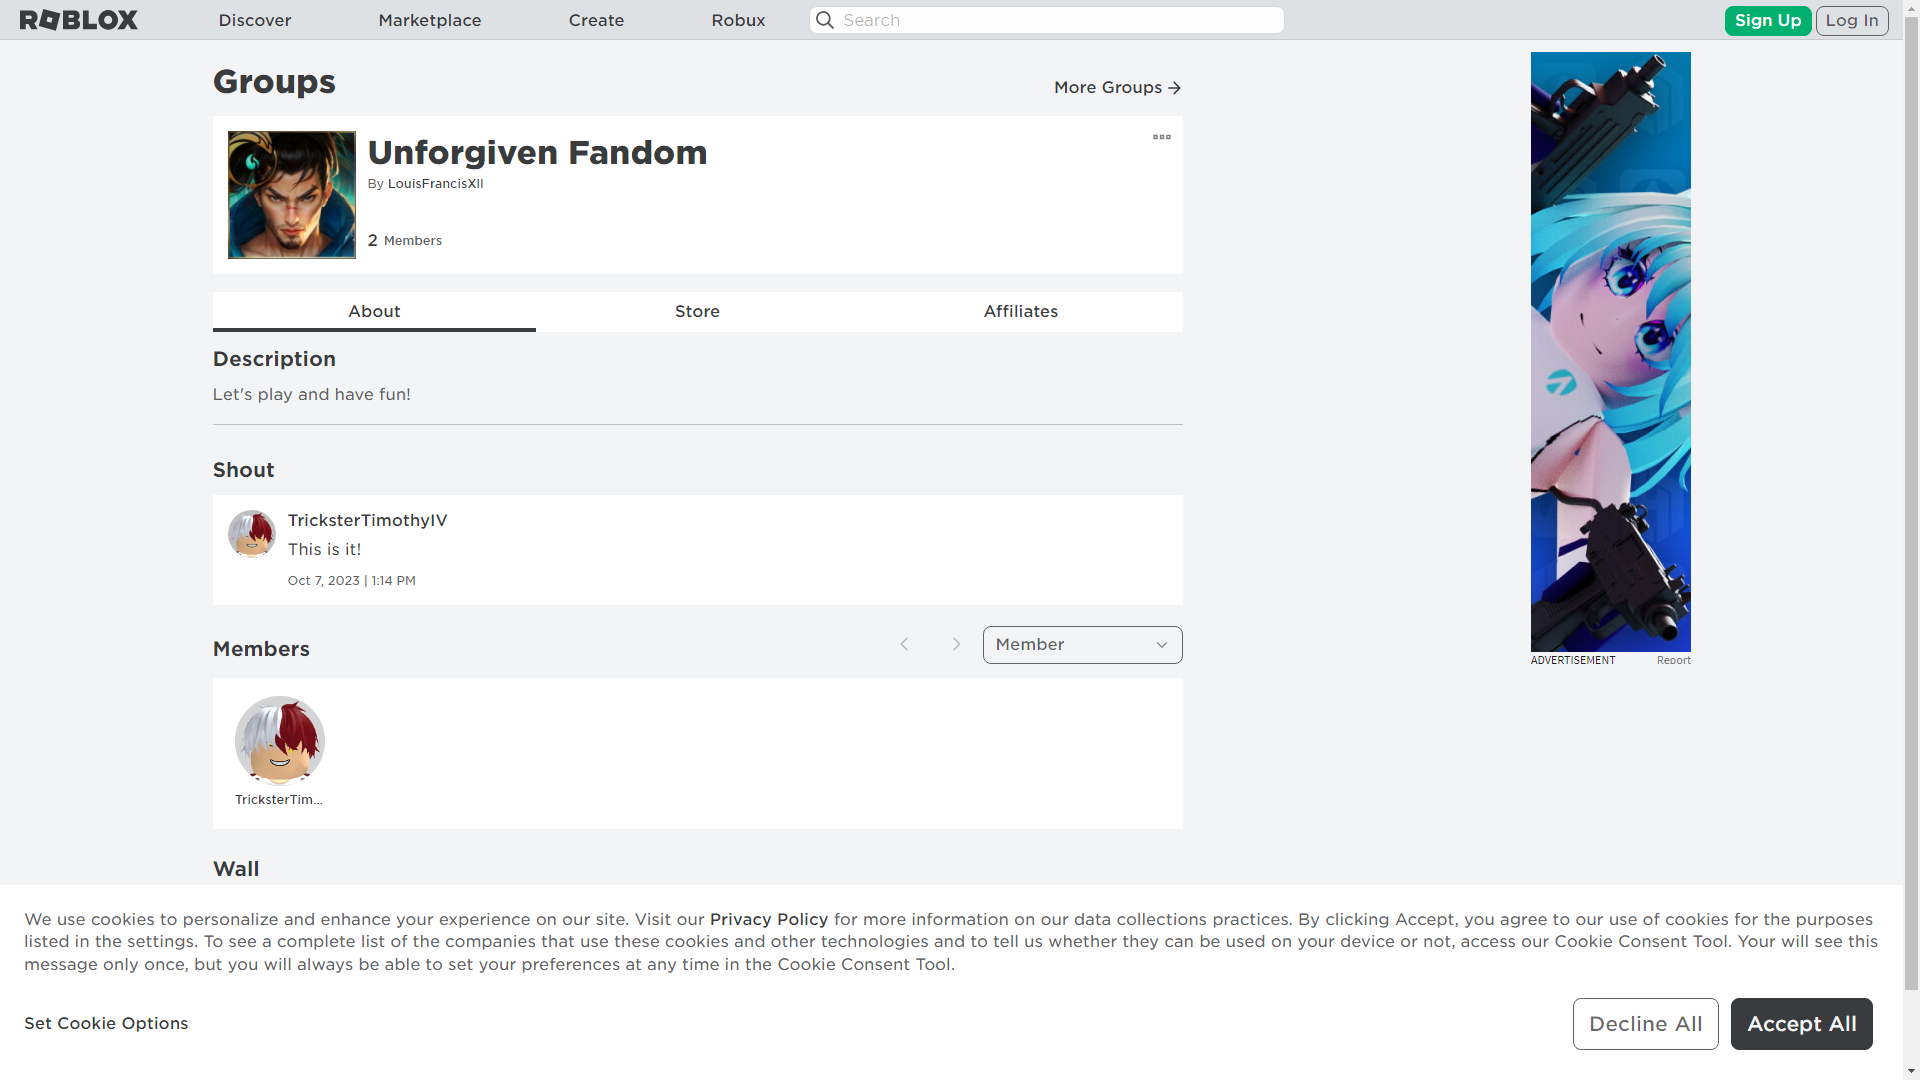 ROBLOX
Discover
Marketplace
Create
Robux
Search
Sign Up
Log In
Groups
More Groups
Unforgiven Fandom
By LouisFrancisXII
2 Members
About
Store
Affiliates
Description
Let's play and have fun!
Shout
TricksterTimothyIV
This is it!
Oct 7, 2023 | 1:14 PM
Members
Member
TricksterTim...
Wall
ADVERTISEMENT
Report
We use cookies to personalize and enhance your experience on our site. Visit our Privacy Policy for more information on our data collections practices. By clicking Accept, you agree to our use of cookies for the purposes
listed in the settings. To see a complete list of the companies that use these cookies and other technologies and to tell us whether they can be used on your device or not, access our Cookie Consent Tool. Your will see this
message only once, but you will always be able to set your preferences at any time in the Cookie Consent Tool.
Set Cookie Options
Decline All
Accept All